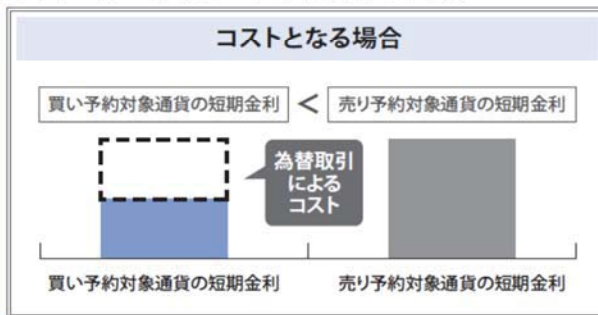 コストとなる場合
買い予約対象通貨の短期金利 < 売り予約対象通貨の短期金利
為替取引
による
コスト
買い予約対象通貨の短期金利 売り予約対象通貨の短期金利